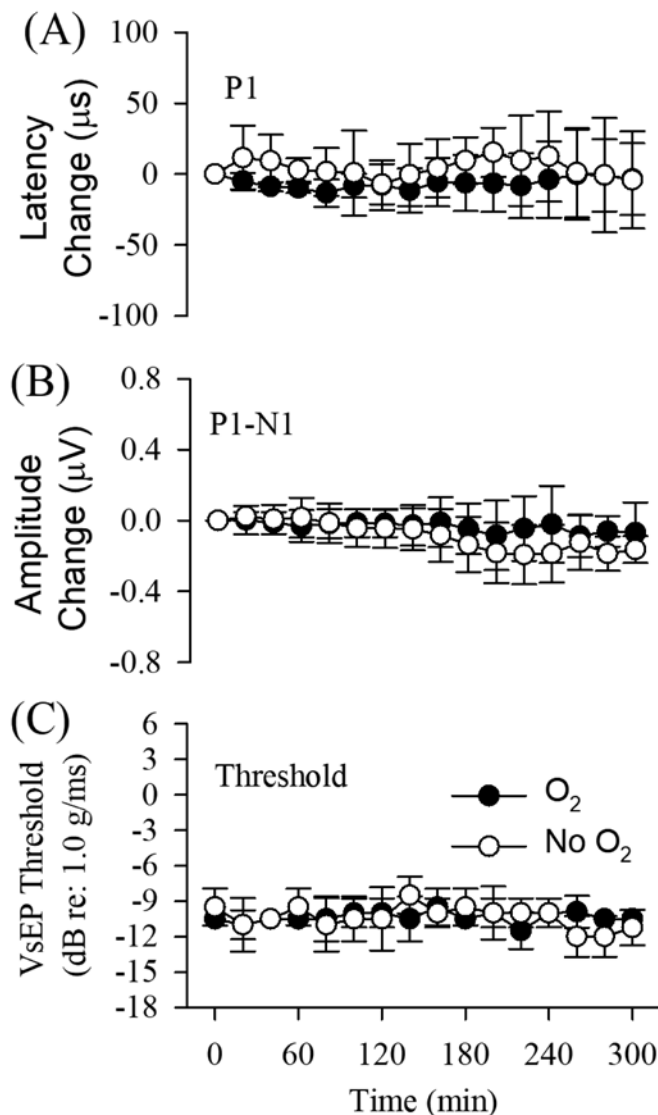 (A)
100
50
0
-50
-100
Latency
Change (μs)
P1
(B)
0.8
0.4
0.0
-0.4
-0.8
Amplitude
Change (μV)
P1-N1
(C)
6
3
0
-3
-6
-9
-12
-15
-18
VsEP Threshold
(dB re: 1.0 g/ms)
Threshold
O₂
No O₂
0 60 120 180 240 300
Time (min)